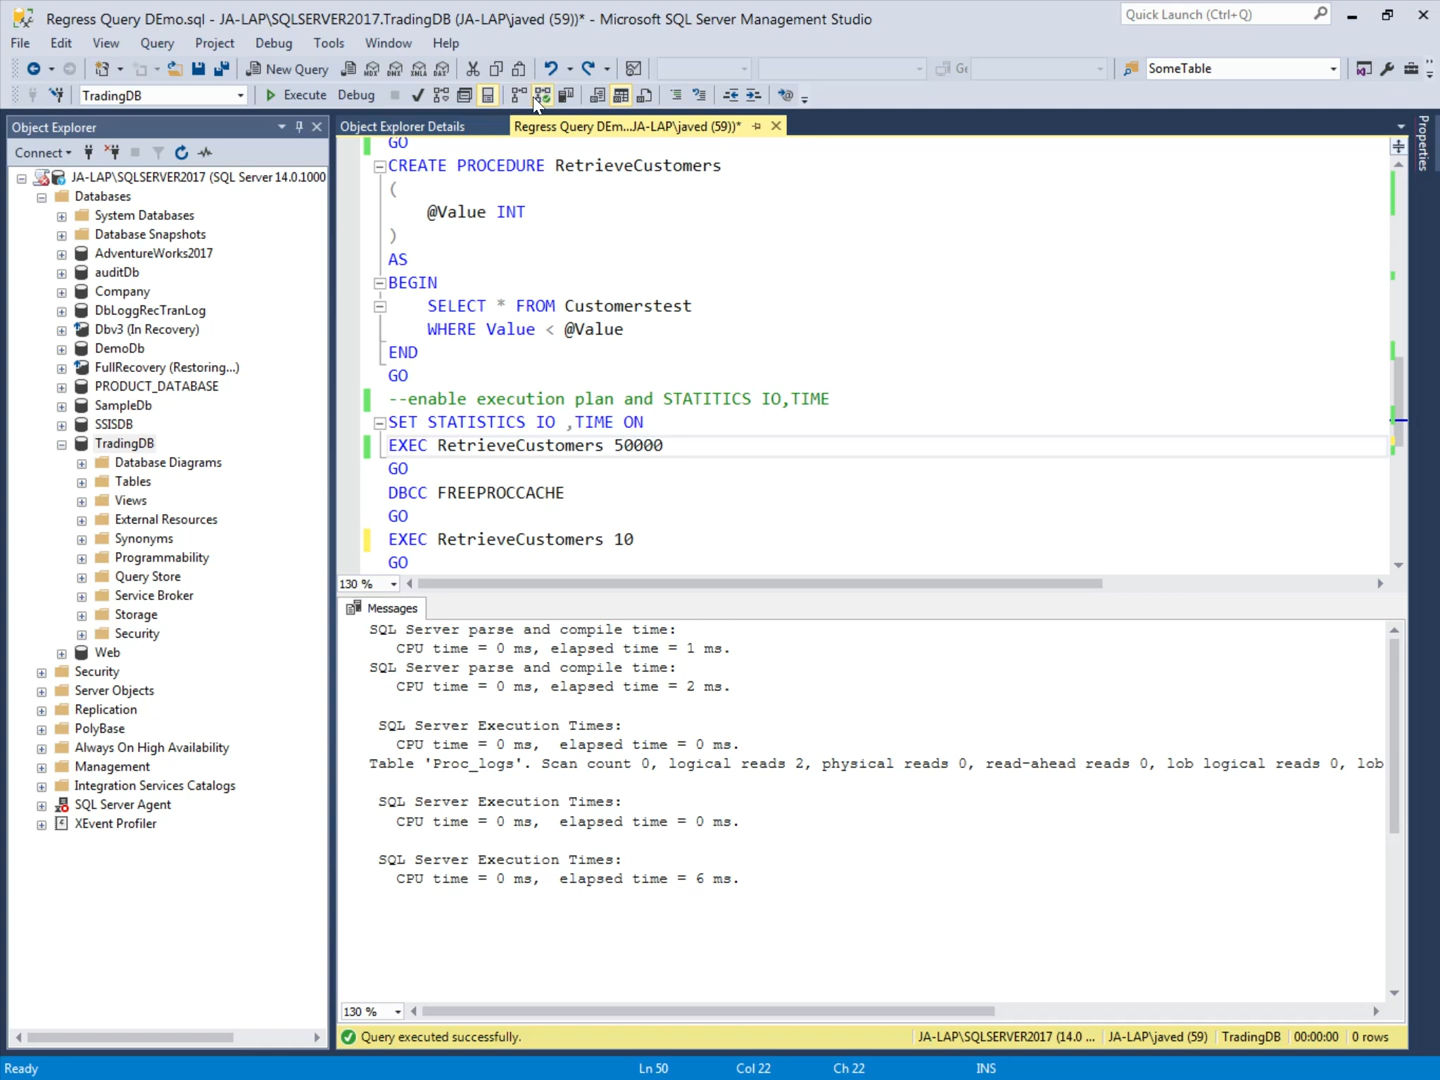 Regress Query DEmo.sql - JA-LAP\SQLSERVER2017.TradingDB (JA-LAP\javed (59))* - Microsoft SQL Server Management Studio
Quick Launch (Ctrl+Q)
File Edit View Query Project Debug Tools Window Help
New Query
SomeTable
TradingDB
Execute Debug
Object Explorer
Object Explorer Details
Regress Query DEm...JA-LAP\javed (59))*
Properties
Connect
JA-LAP\SQLSERVER2017 (SQL Server 14.0.1000
Databases
System Databases
Database Snapshots
AdventureWorks2017
auditDb
Company
DbLoggRecTranLog
Dbv3 (In Recovery)
DemoDb
FullRecovery (Restoring...)
PRODUCT_DATABASE
SampleDb
SSISDB
TradingDB
Database Diagrams
Tables
Views
External Resources
Synonyms
Programmability
Query Store
Service Broker
Storage
Security
Web
Security
Server Objects
Replication
PolyBase
Always On High Availability
Management
Integration Services Catalogs
SQL Server Agent
XEvent Profiler
GO
CREATE PROCEDURE RetrieveCustomers
(
@Value INT
)
AS
BEGIN
SELECT * FROM Customerstest
WHERE Value < @Value
END
GO
--enable execution plan and STATITICS IO,TIME
SET STATISTICS IO ,TIME ON
EXEC RetrieveCustomers 50000
GO
DBCC FREEPROCCACHE
GO
EXEC RetrieveCustomers 10
GO
130 %
Messages
SQL Server parse and compile time:
CPU time = 0 ms, elapsed time = 1 ms.
SQL Server parse and compile time:
CPU time = 0 ms, elapsed time = 2 ms.
SQL Server Execution Times:
CPU time = 0 ms, elapsed time = 0 ms.
Table 'Proc_logs'. Scan count 0, logical reads 2, physical reads 0, read-ahead reads 0, lob logical reads 0, lob
SQL Server Execution Times:
CPU time = 0 ms, elapsed time = 0 ms.
SQL Server Execution Times:
CPU time = 0 ms, elapsed time = 6 ms.
130 %
Query executed successfully.
JA-LAP\SQLSERVER2017 (14.0 ... JA-LAP\javed (59) TradingDB 00:00:00 0 rows
Ready
Ln 50 Col 22 Ch 22 INS